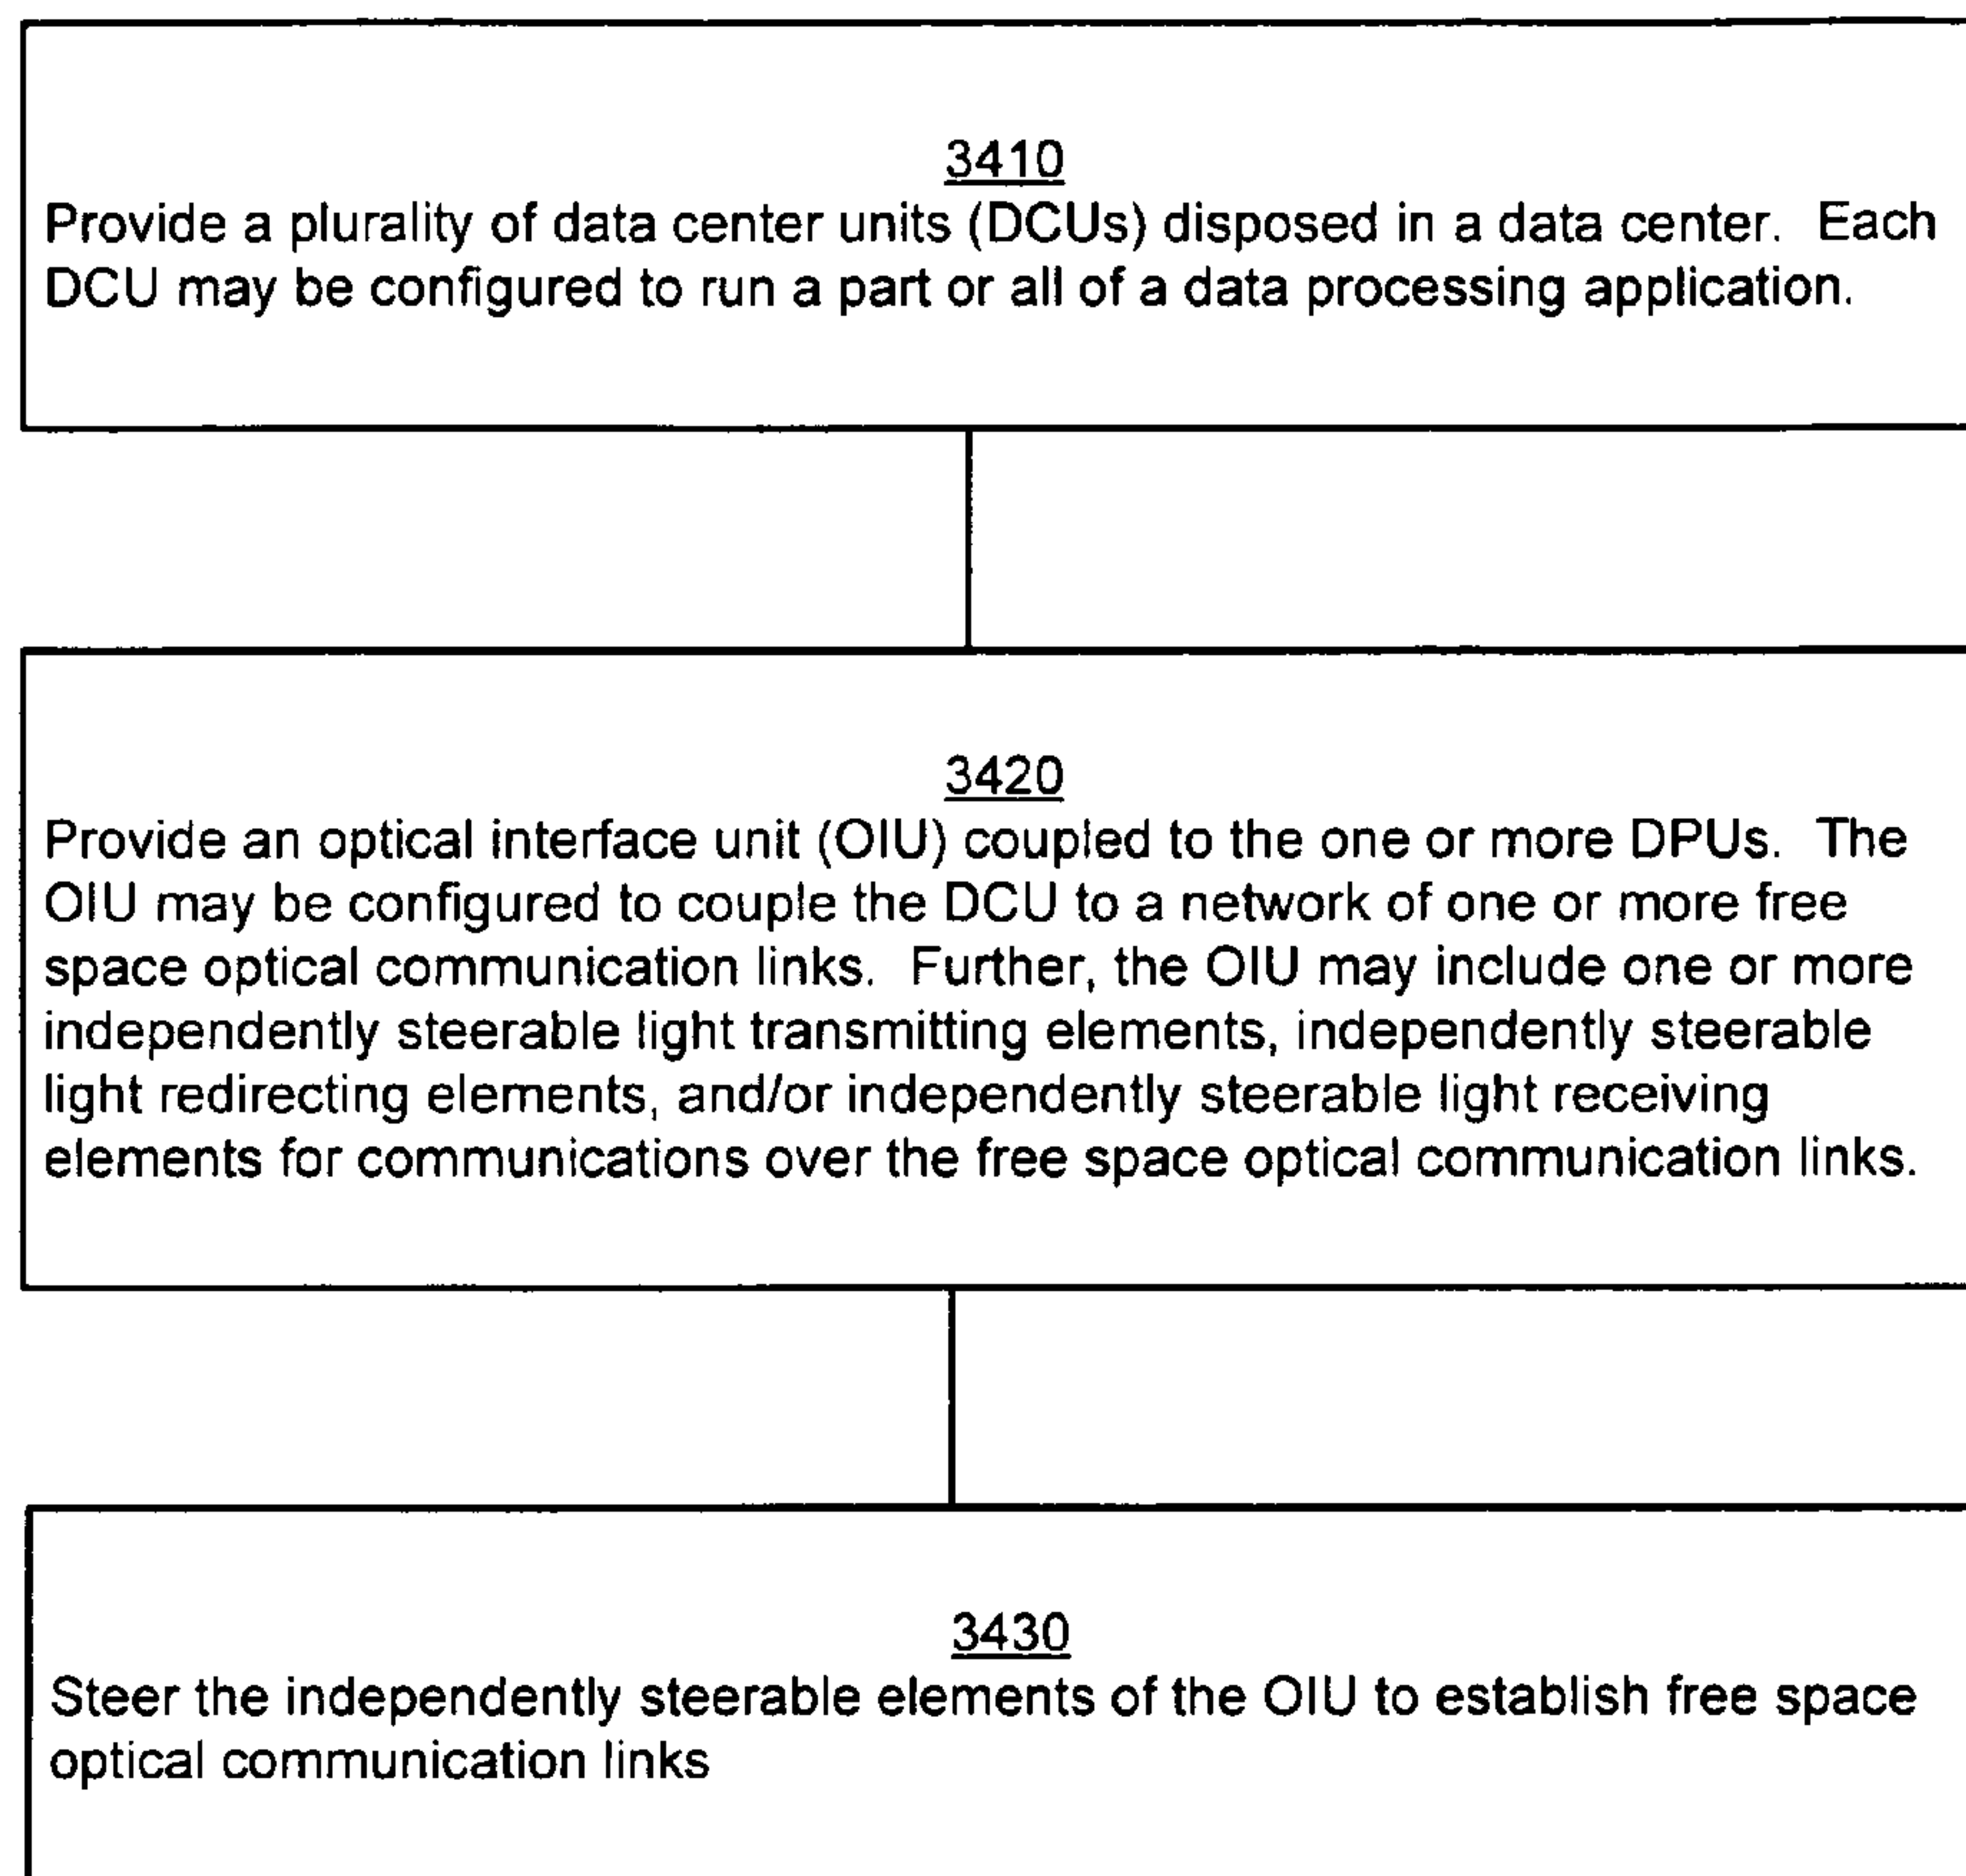 3410
Provide a plurality of data center units (DCUs) disposed in a data center. Each
DCU may be configured to run a part or all of a data processing application.
3420
Provide an optical interface unit (OIU) coupled to the one or more DPUs. The
OIU may be configured to couple the DCU to a network of one or more free
space optical communication links. Further, the OIU may include one or more
independently steerable light transmitting elements, independently steerable
light redirecting elements, and/or independently steerable light receiving
elements for communications over the free space optical communication links.
3430
Steer the independently steerable elements of the OIU to establish free space
optical communication links